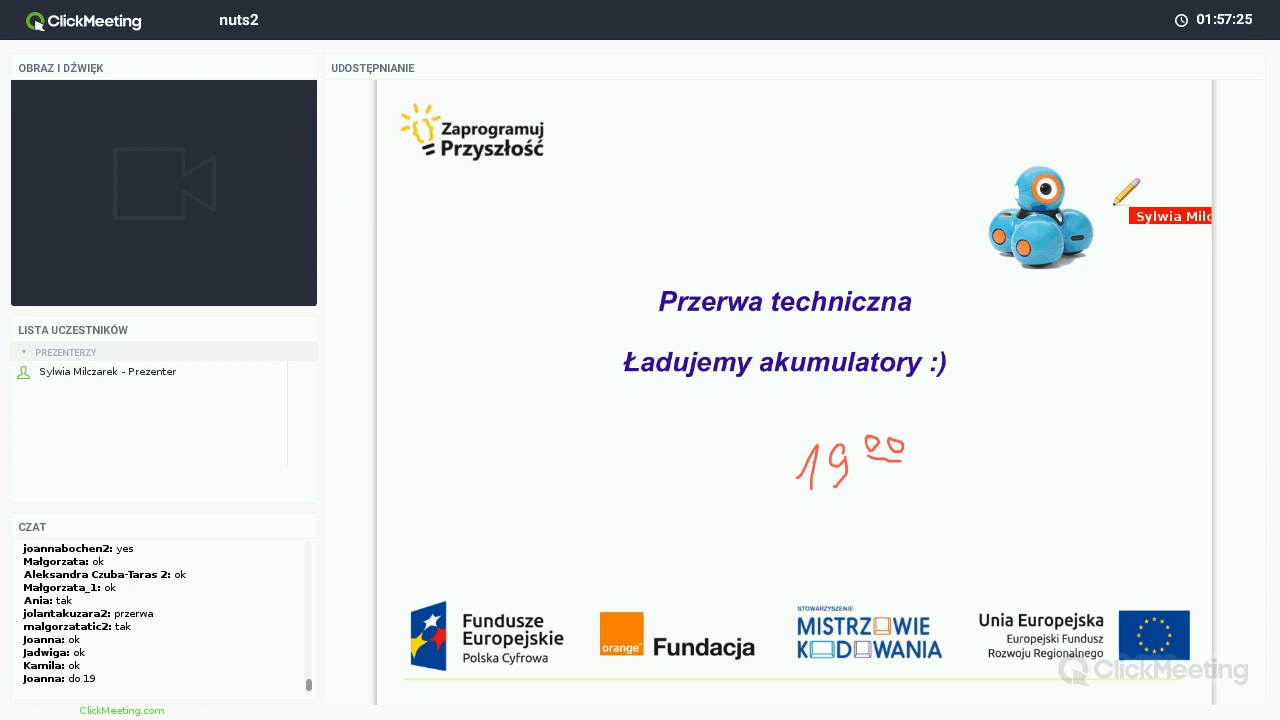 ClickMeeting
nuts2
01:57:25
OBRAZ I DŹWIĘK
UDOSTĘPNIANIE
Zaprogramuj
Przyszłość
Sylwia Milc
Przerwa techniczna
Ładujemy akumulatory :)
19 00
LISTA UCZESTNIKÓW
PREZENTERZY
Sylwia Milczarek - Prezenter
CZAT
joannabochen2: yes
Małgorzata: ok
Aleksandra Czuba-Taras 2: ok
Małgorzata_1: ok
Ania: tak
jolantakuzara2: przerwa
malgorzatatic2: tak
Joanna: ok
Jadwiga: ok
Kamila: ok
Joanna: do 19
ClickMeeting.com
Fundusze
Europejskie
Polska Cyfrowa
orange
Fundacja
STOWARZYSZENIE
MISTRZOWIE
KODOWANIA
Unia Europejska
Europejski Fundusz
Rozwoju Regionalnego
ClickMeeting